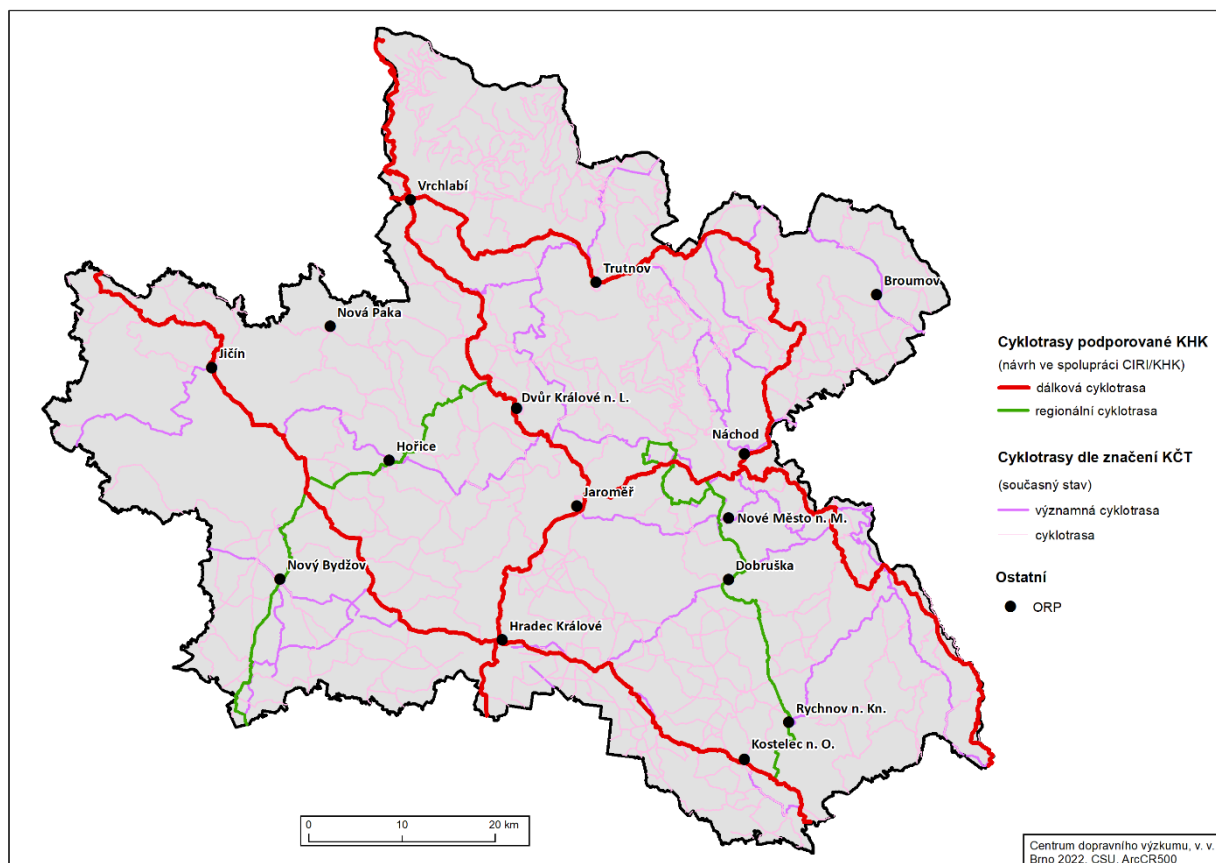 Vrchlabí
Trutnov
Broumov
Nová Paka
Jičín
Dvůr Králové n. L.
Náchod
Hořice
Jaroměř
Nové Město n. M.
Nový Bydžov
Dobruška
Hradec Králové
Rychnov n. Kn.
Kostelec n. O.
Cyklotrasy podporované KHK
(návrh ve spolupráci CIRI/KHK)
dálková cyklotrasa
regionální cyklotrasa
Cyklotrasy dle značení KČT
(současný stav)
významná cyklotrasa
cyklotrasa
Ostatní
ORP
0 10 20 km
Centrum dopravního výzkumu, v. v.
Brno 2022, CSU, ArcCR500